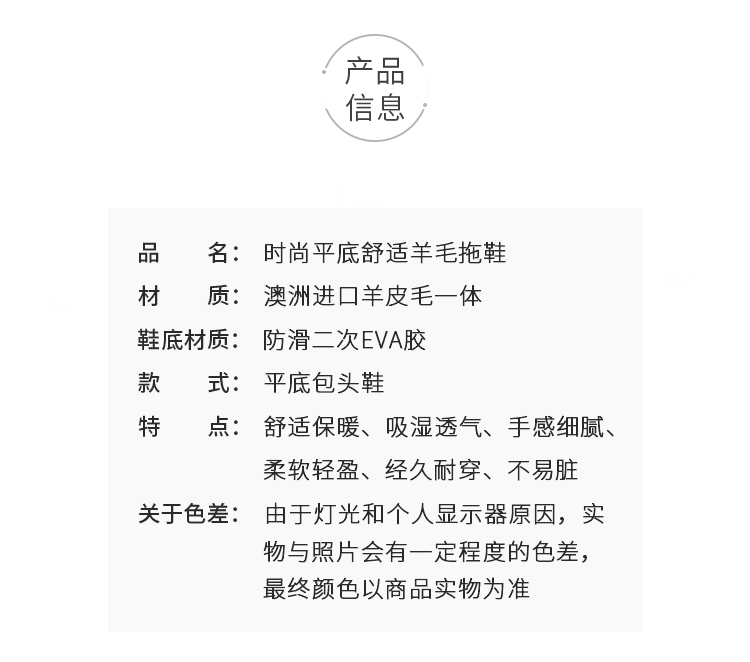 产品
信息
品　　名： 时尚平底舒适羊毛拖鞋
材　　质： 澳洲进口羊皮毛一体
鞋底材质： 防滑二次EVA胶
款　　式： 平底包头鞋
特　　点： 舒适保暖、吸湿透气、手感细腻、
柔软轻盈、经久耐穿、不易脏
关于色差： 由于灯光和个人显示器原因，实
物与照片会有一定程度的色差，
最终颜色以商品实物为准